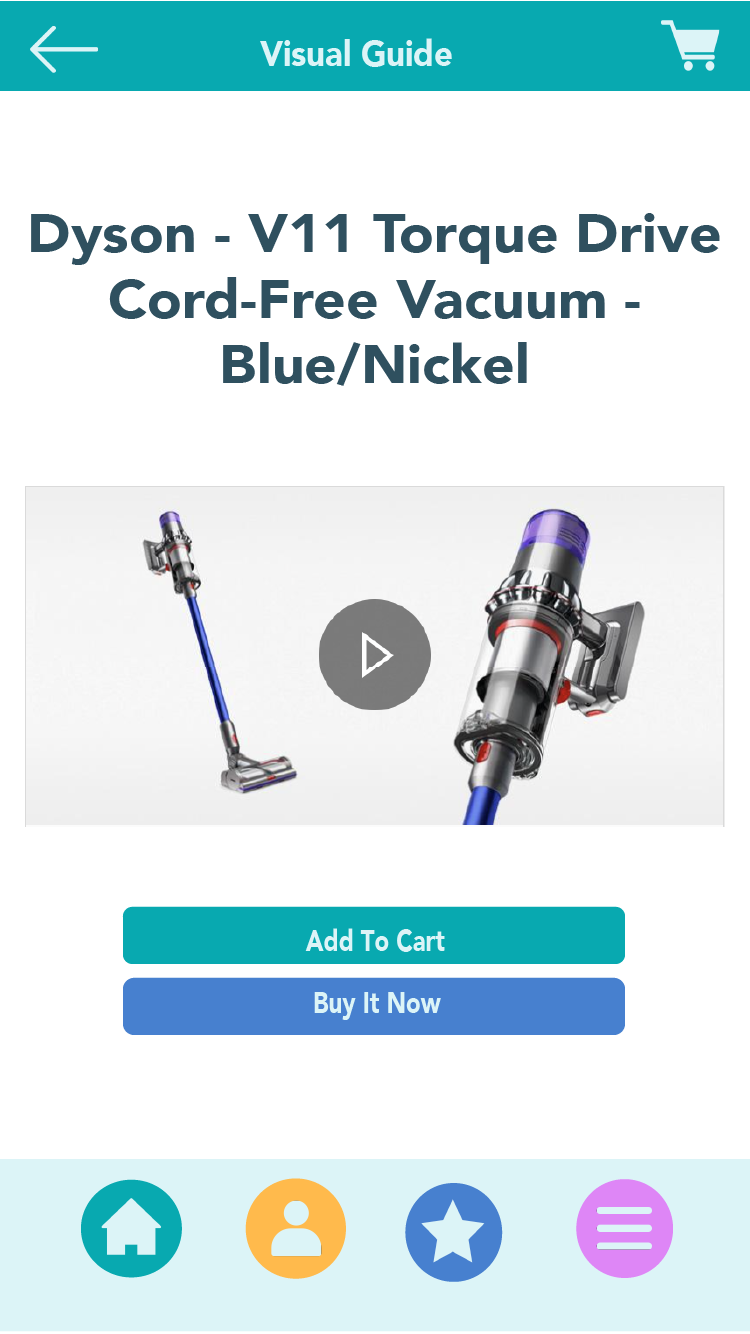 Visual Guide
Dyson - V11 Torque Drive
Cord-Free Vacuum -
Blue/Nickel
Add To Cart
Buy It Now